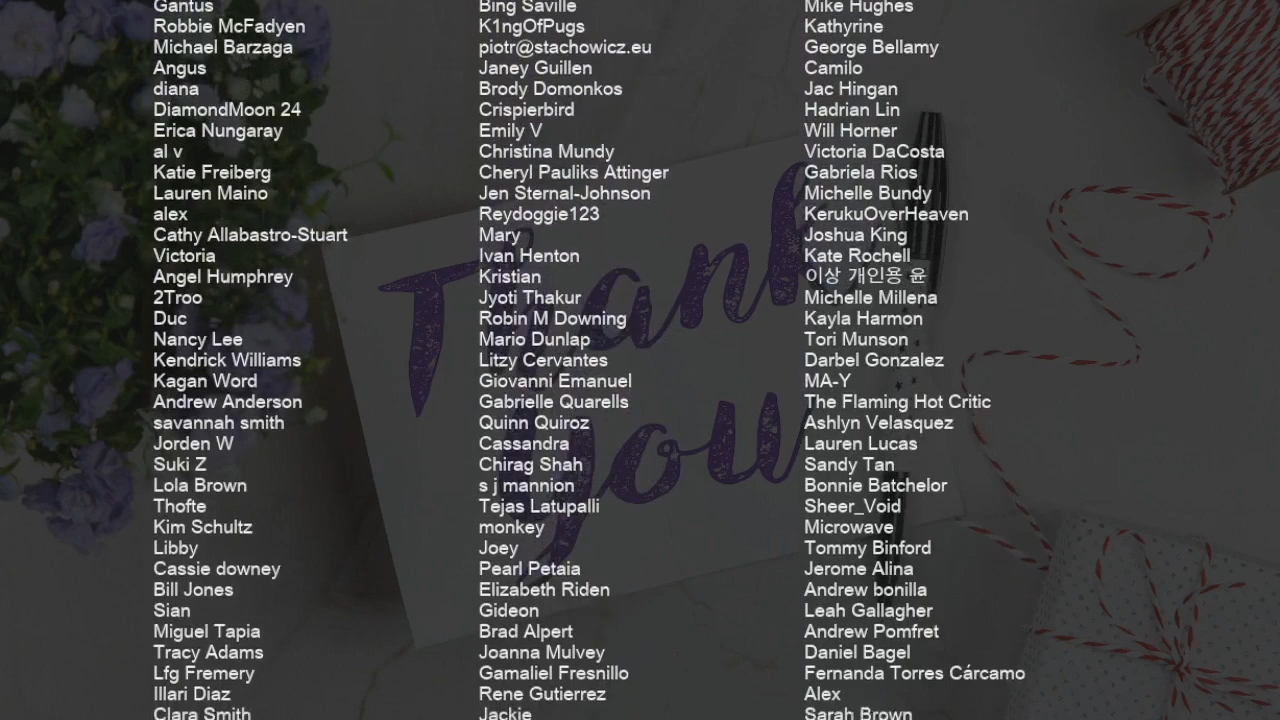 Gantus
Robbie McFadyen
Michael Barzaga
Angus
diana
DiamondMoon 24
Erica Nungaray
al v
Katie Freiberg
Lauren Maino
alex
Cathy Allabastro-Stuart
Victoria
Angel Humphrey
2Troo
Duc
Nancy Lee
Kendrick Williams
Kagan Word
Andrew Anderson
savannah smith
Jorden W
Suki Z
Lola Brown
Thofte
Kim Schultz
Libby
Cassie downey
Bill Jones
Sian
Miguel Tapia
Tracy Adams
Lfg Fremery
Illari Diaz
Clara Smith
Bing Saville
K1ngOfPugs
piotr@stachowicz.eu
Janey Guillen
Brody Domonkos
Crispierbird
Emily V
Christina Mundy
Cheryl Pauliks Attinger
Jen Sternal-Johnson
Reydoggie123
Mary
Ivan Henton
Kristian
Jyoti Thakur
Robin M Downing
Mario Dunlap
Litzy Cervantes
Giovanni Emanuel
Gabrielle Quarells
Quinn Quiroz
Cassandra
Chirag Shah
s j mannion
Tejas Latupalli
monkey
Joey
Pearl Petaia
Elizabeth Riden
Gideon
Brad Alpert
Joanna Mulvey
Gamaliel Fresnillo
Rene Gutierrez
Jackie
Mike Hughes
Kathyrine
George Bellamy
Camilo
Jac Hingan
Hadrian Lin
Will Horner
Victoria DaCosta
Gabriela Rios
Michelle Bundy
KerukuOverHeaven
Joshua King
Kate Rochell
이상 개인용 윤
Michelle Millena
Kayla Harmon
Tori Munson
Darbel Gonzalez
MA-Y
The Flaming Hot Critic
Ashlyn Velasquez
Lauren Lucas
Sandy Tan
Bonnie Batchelor
Sheer_Void
Microwave
Tommy Binford
Jerome Alina
Andrew bonilla
Leah Gallagher
Andrew Pomfret
Daniel Bagel
Fernanda Torres Cárcamo
Alex
Sarah Brown
Thank
You